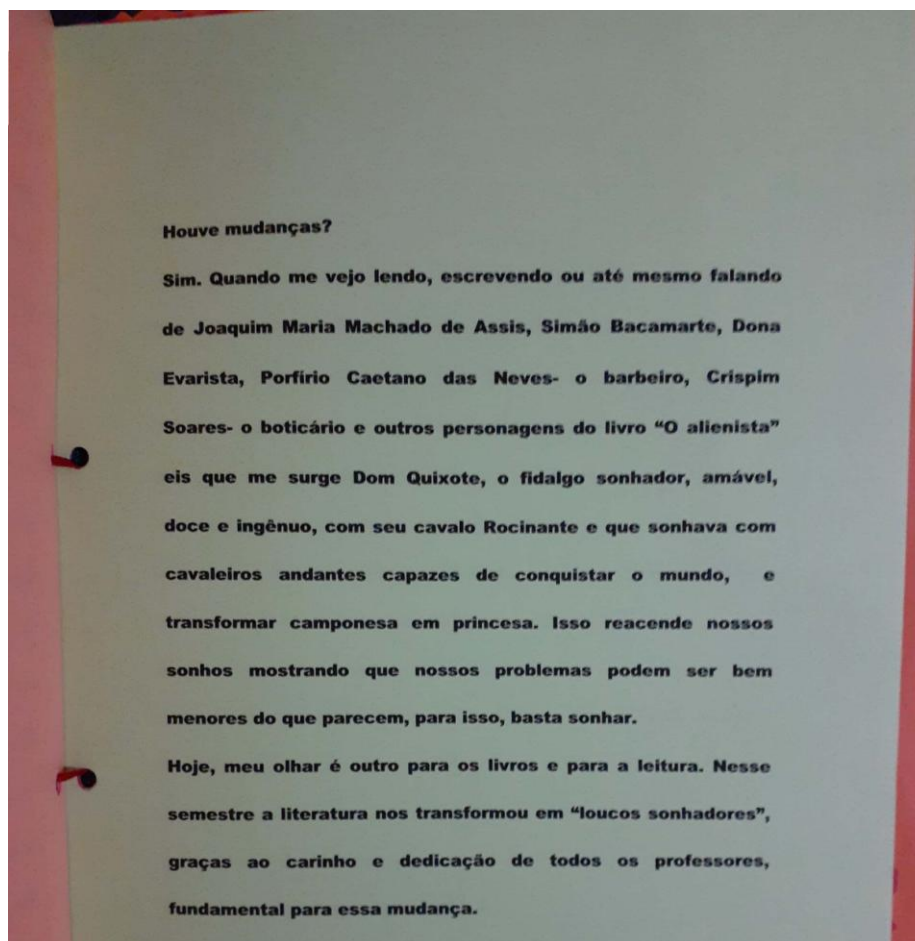 Houve mudanças?
Sim. Quando me vejo lendo, escrevendo ou até mesmo falando
de Joaquim Maria Machado de Assis, Simão Bacamarte, Dona
Evarista, Porfirio Caetano das Neves- o barbeiro, Crispim
Soares- o boticário e outros personagens do livro “O alienista”
eis que me surge Dom Quixote, o fidalgo sonhador, amável,
doce e ingênuo, com seu cavalo Rocinante e que sonhava com
cavaleiros andantes capazes de conquistar o mundo, e
transformar camponesa em princesa. Isso reacende nossos
sonhos mostrando que nossos problemas podem ser bem
menores do que parecem, para isso, basta sonhar.
Hoje, meu olhar é outro para os livros e para a leitura. Nesse
semestre a literatura nos transformou em “loucos sonhadores”,
graças ao carinho e dedicação de todos os professores,
fundamental para essa mudança.